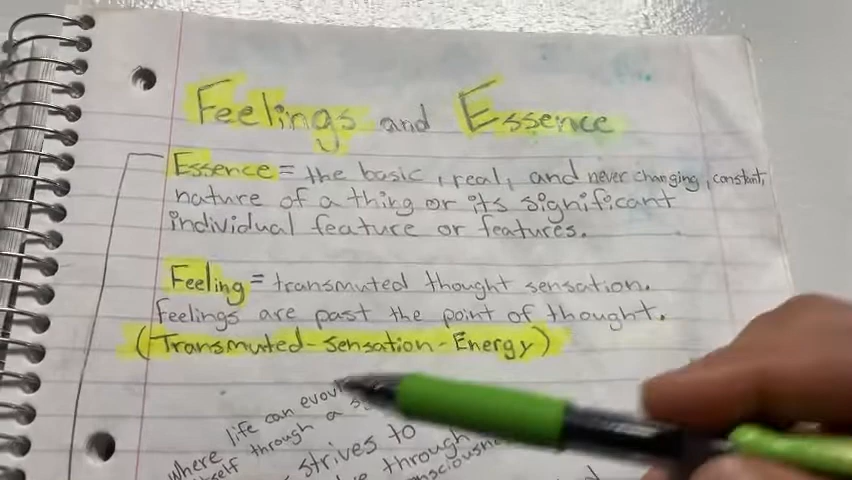 Feelings and Essence
Essence = the basic, real, and never changing, constant,
nature of a thing or its significant
individual feature or features.
Feeling = transmuted thought sensation.
Feelings are past the point of thought.
(Transmuted-Sensation-Energy)
where life can
itself through a
strives to
through